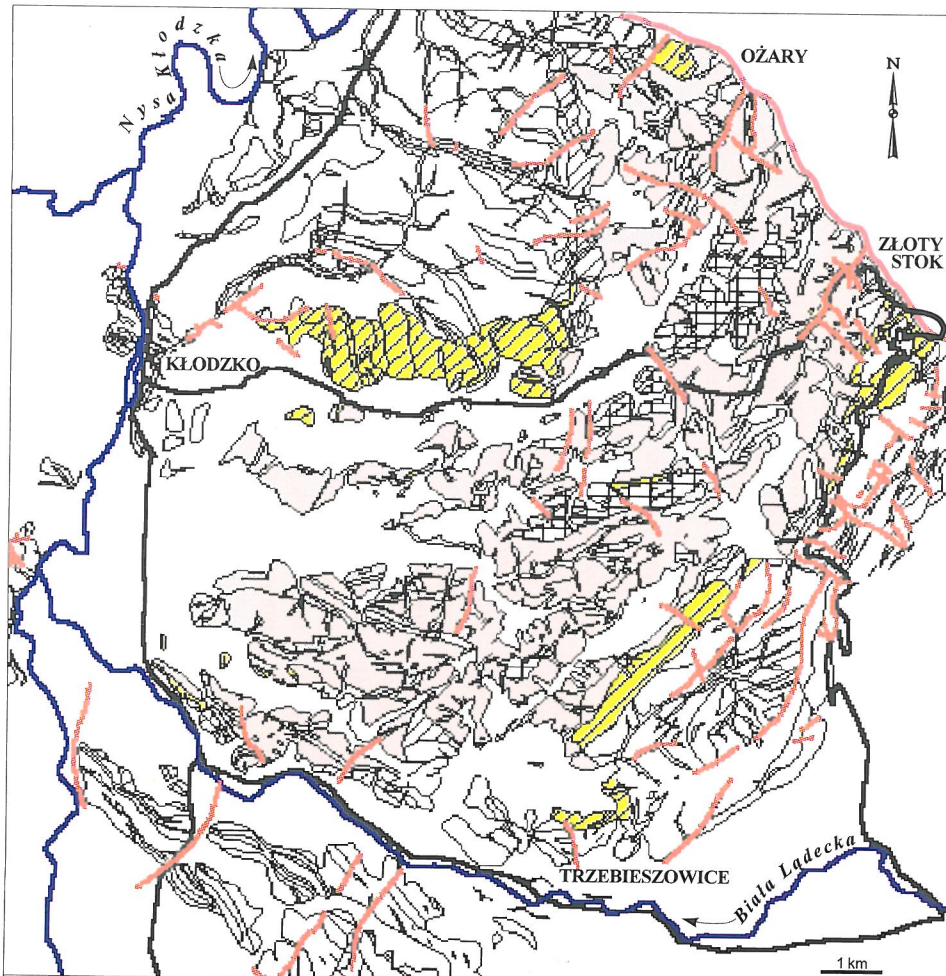 Nysa Kłodzka
OŻARY
N
ZŁOTY
STOK
KŁODZKO
TRZEBIESZOWICE
Biała Lądecka
1 km